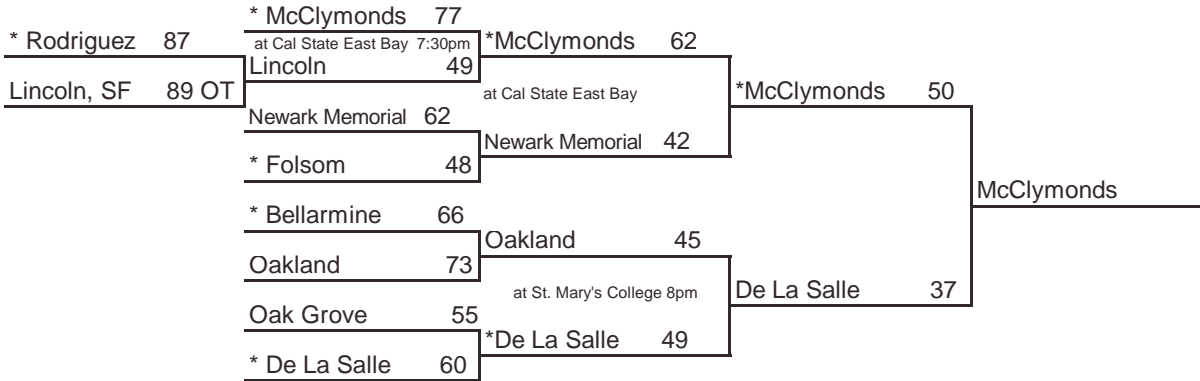 * Rodriguez 87
Lincoln, SF 89 OT
* McClymonds 77
at Cal State East Bay 7:30pm
Lincoln 49
Newark Memorial 62
* Folsom 48
* Bellarmine 66
Oakland 73
Oak Grove 55
* De La Salle 60
*McClymonds 62
at Cal State East Bay
Newark Memorial 42
Oakland 45
at St. Mary's College 8pm
*De La Salle 49
*McClymonds 50
De La Salle 37
McClymonds